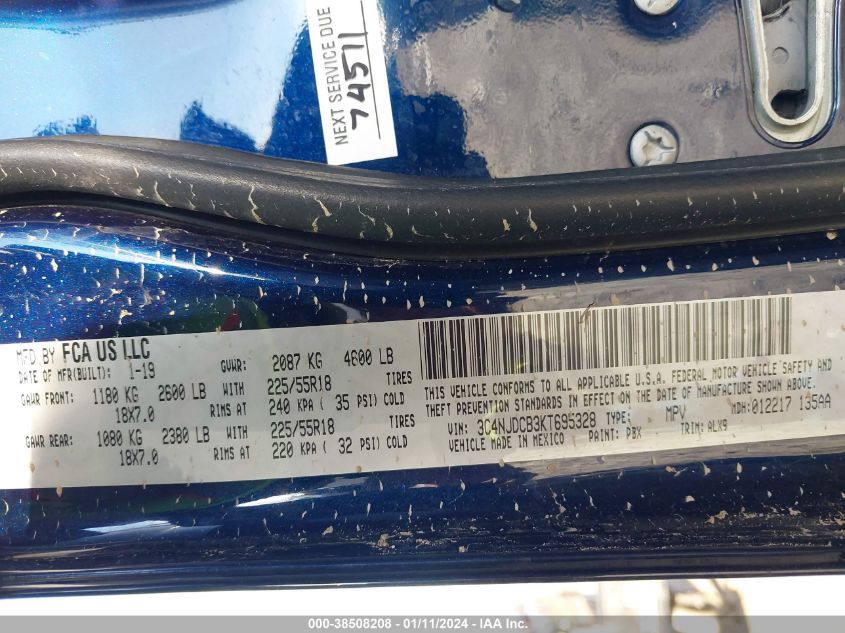 NEXT SERVICE DUE
74511
MFD BY FCA US LLC
DATE OF MFR(BUILT): 1-19 GVWR: 2087 KG 4600 LB
GAWR FRONT: 1180 KG 2600 LB WITH 225/55R18 TIRES
18X7.0 RIMS AT 240 KPA ( 35 PSI) COLD
GAWR REAR: 1080 KG 2380 LB WITH 225/55R18 TIRES
18X7.0 RIMS AT 220 KPA ( 32 PSI) COLD
THIS VEHICLE CONFORMS TO ALL APPLICABLE U.S.A. FEDERAL MOTOR VEHICLE SAFETY AND
THEFT PREVENTION STANDARDS IN EFFECT ON THE DATE OF MANUFACTURE SHOWN ABOVE.
VIN: 3C4NJDCB3KT695328 TYPE: MPV MDH: 012217 135AA
VEHICLE MADE IN MEXICO PAINT: PBX TRIM: ALX9
000-38508208 - 01/11/2024 - IAA Inc.